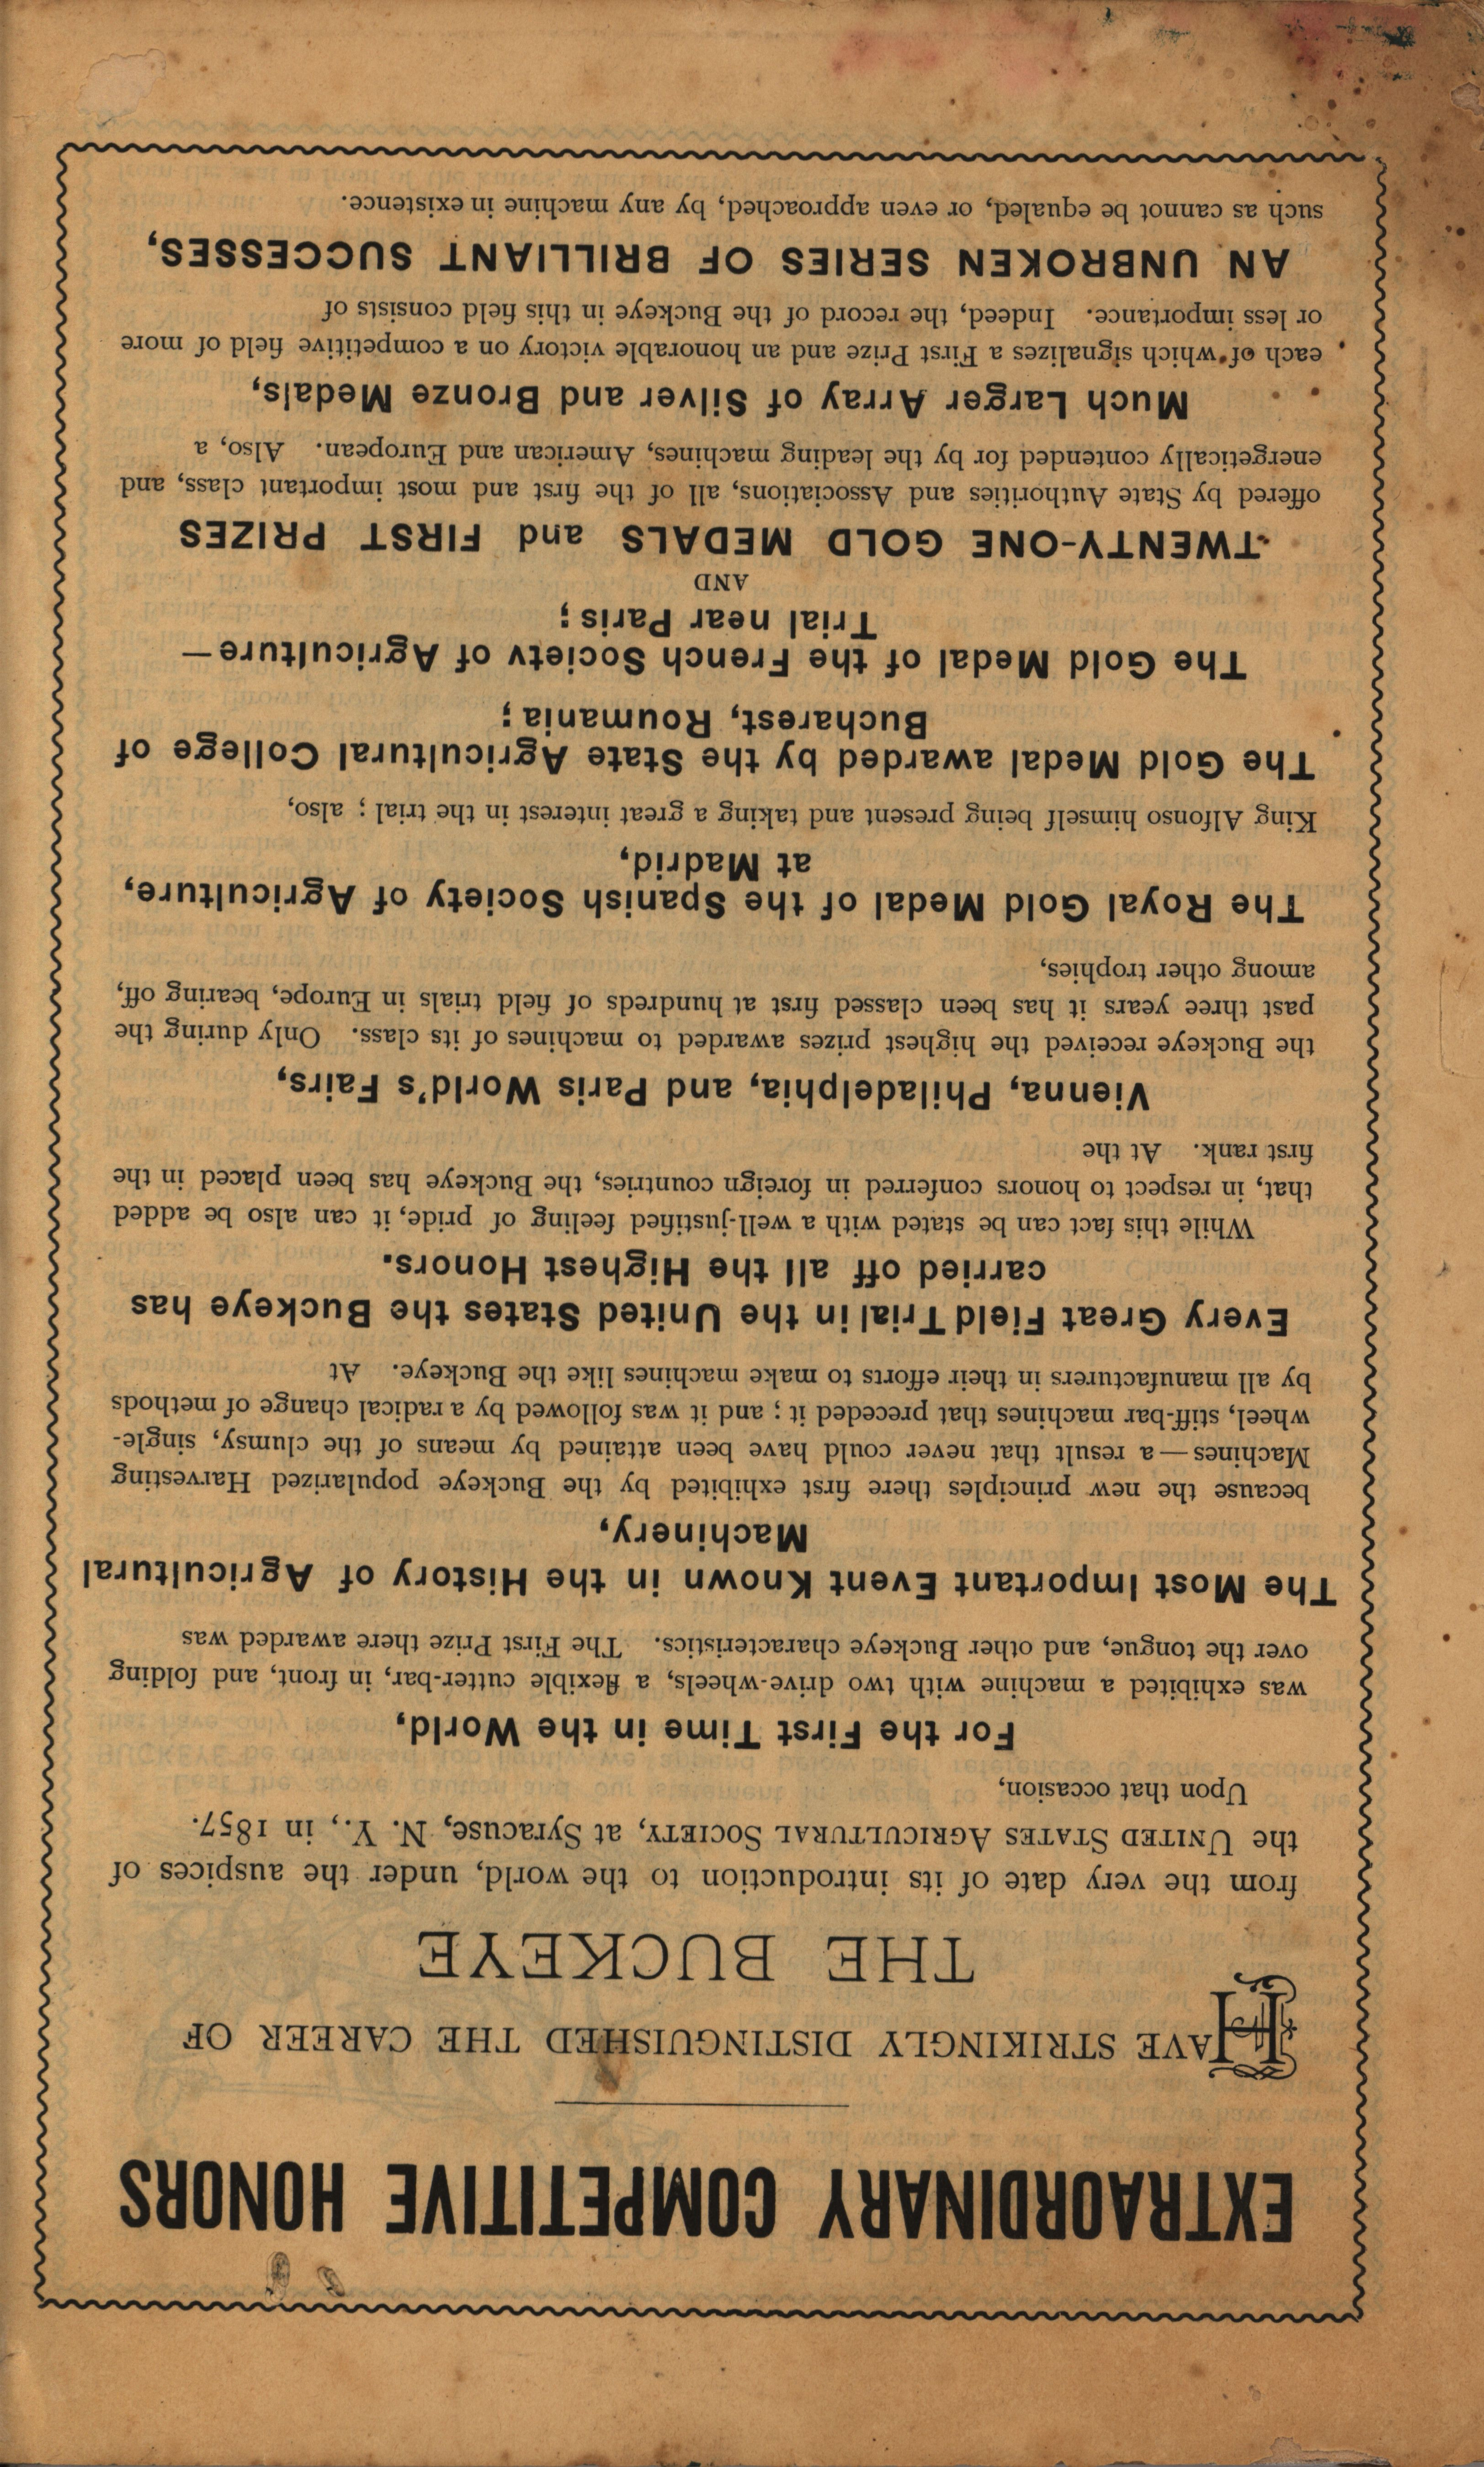 EXTRAORDINARY COMPETITIVE HONORS
HAVE STRIKINGLY DISTINGUISHED THE CAREER OF
THE BUCKEYE
from the very date of its introduction to the world, under the auspices of
the UNITED STATES AGRICULTURAL SOCIETY, at Syracuse, N. Y., in 1857.
Upon that occasion,
For the First Time in the World,
was exhibited a machine with two drive-wheels, a flexible cutter-bar, in front, and folding
over the tongue, and other Buckeye characteristics. The First Prize there awarded was
The Most Important Event Known in the History of Agricultural
Machinery,
because the new principles there first exhibited by the Buckeye popularized Harvesting
Machines—a result that never could have been attained by means of the clumsy, single-
wheel, stiff-bar machines that preceded it; and it was followed by a radical change of methods
by all manufacturers in their efforts to make machines like the Buckeye. At
Every Great Field Trial in the United States the Buckeye has
carried off all the Highest Honors.
While this fact can be stated with a well-justified feeling of pride, it can also be added
that, in respect to honors conferred in foreign countries, the Buckeye has been placed in the
first rank. At the
Vienna, Philadelphia, and Paris World's Fairs,
the Buckeye received the highest prizes awarded to machines of its class. Only during the
past three years it has been classed first at hundreds of field trials in Europe, bearing off,
among other trophies,
The Royal Gold Medal of the Spanish Society of Agriculture,
at Madrid,
King Alfonso himself being present and taking a great interest in the trial; also,
The Gold Medal awarded by the State Agricultural College of
Bucharest, Roumania;
The Gold Medal of the French Society of Agriculture—
Trial near Paris;
AND
TWENTY-ONE GOLD MEDALS and FIRST PRIZES
offered by State Authorities and Associations, all of the first and most important class, and
energetically contended for by the leading machines, American and European. Also, a
Much Larger Array of Silver and Bronze Medals,
each of which signalizes a First Prize and an honorable victory on a competitive field of more
or less importance. Indeed, the record of the Buckeye in this field consists of
AN UNBROKEN SERIES OF BRILLIANT SUCCESSES,
such as cannot be equaled, or even approached, by any machine in existence.